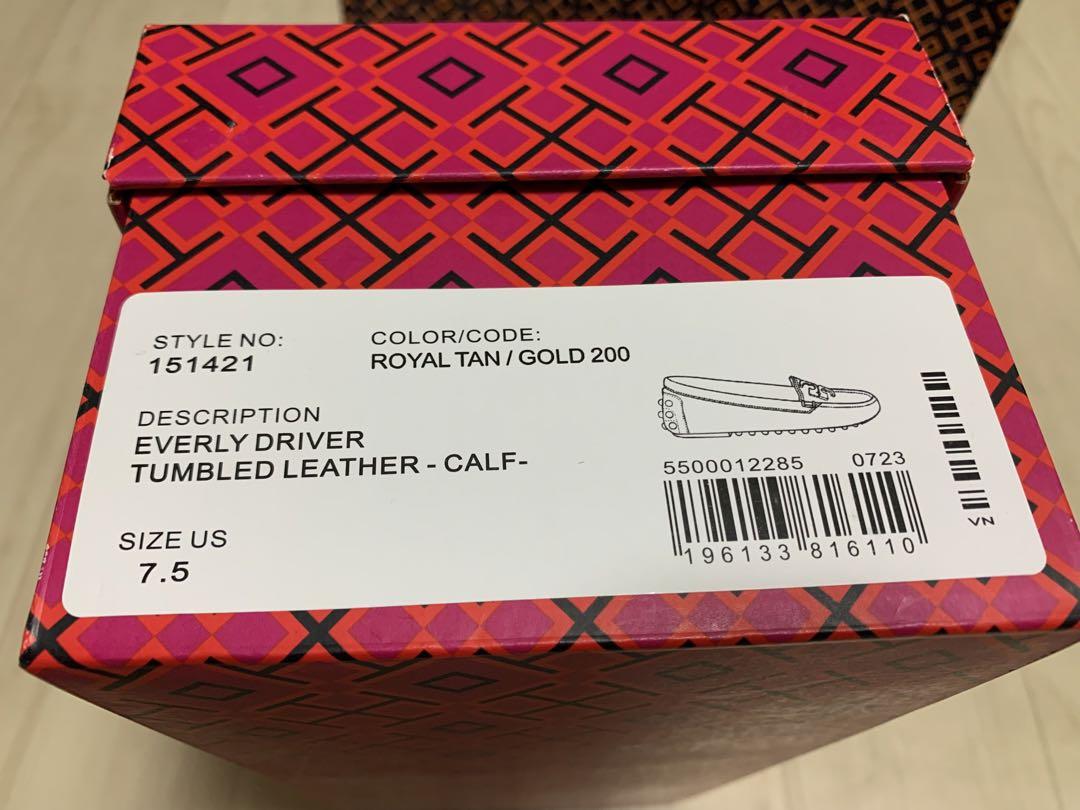 STYLE NO:
151421
COLOR/CODE:
ROYAL TAN / GOLD 200
DESCRIPTION
EVERLY DRIVER
TUMBLED LEATHER - CALF-
SIZE US
7.5
5500012285 0723
196133 816110
VN